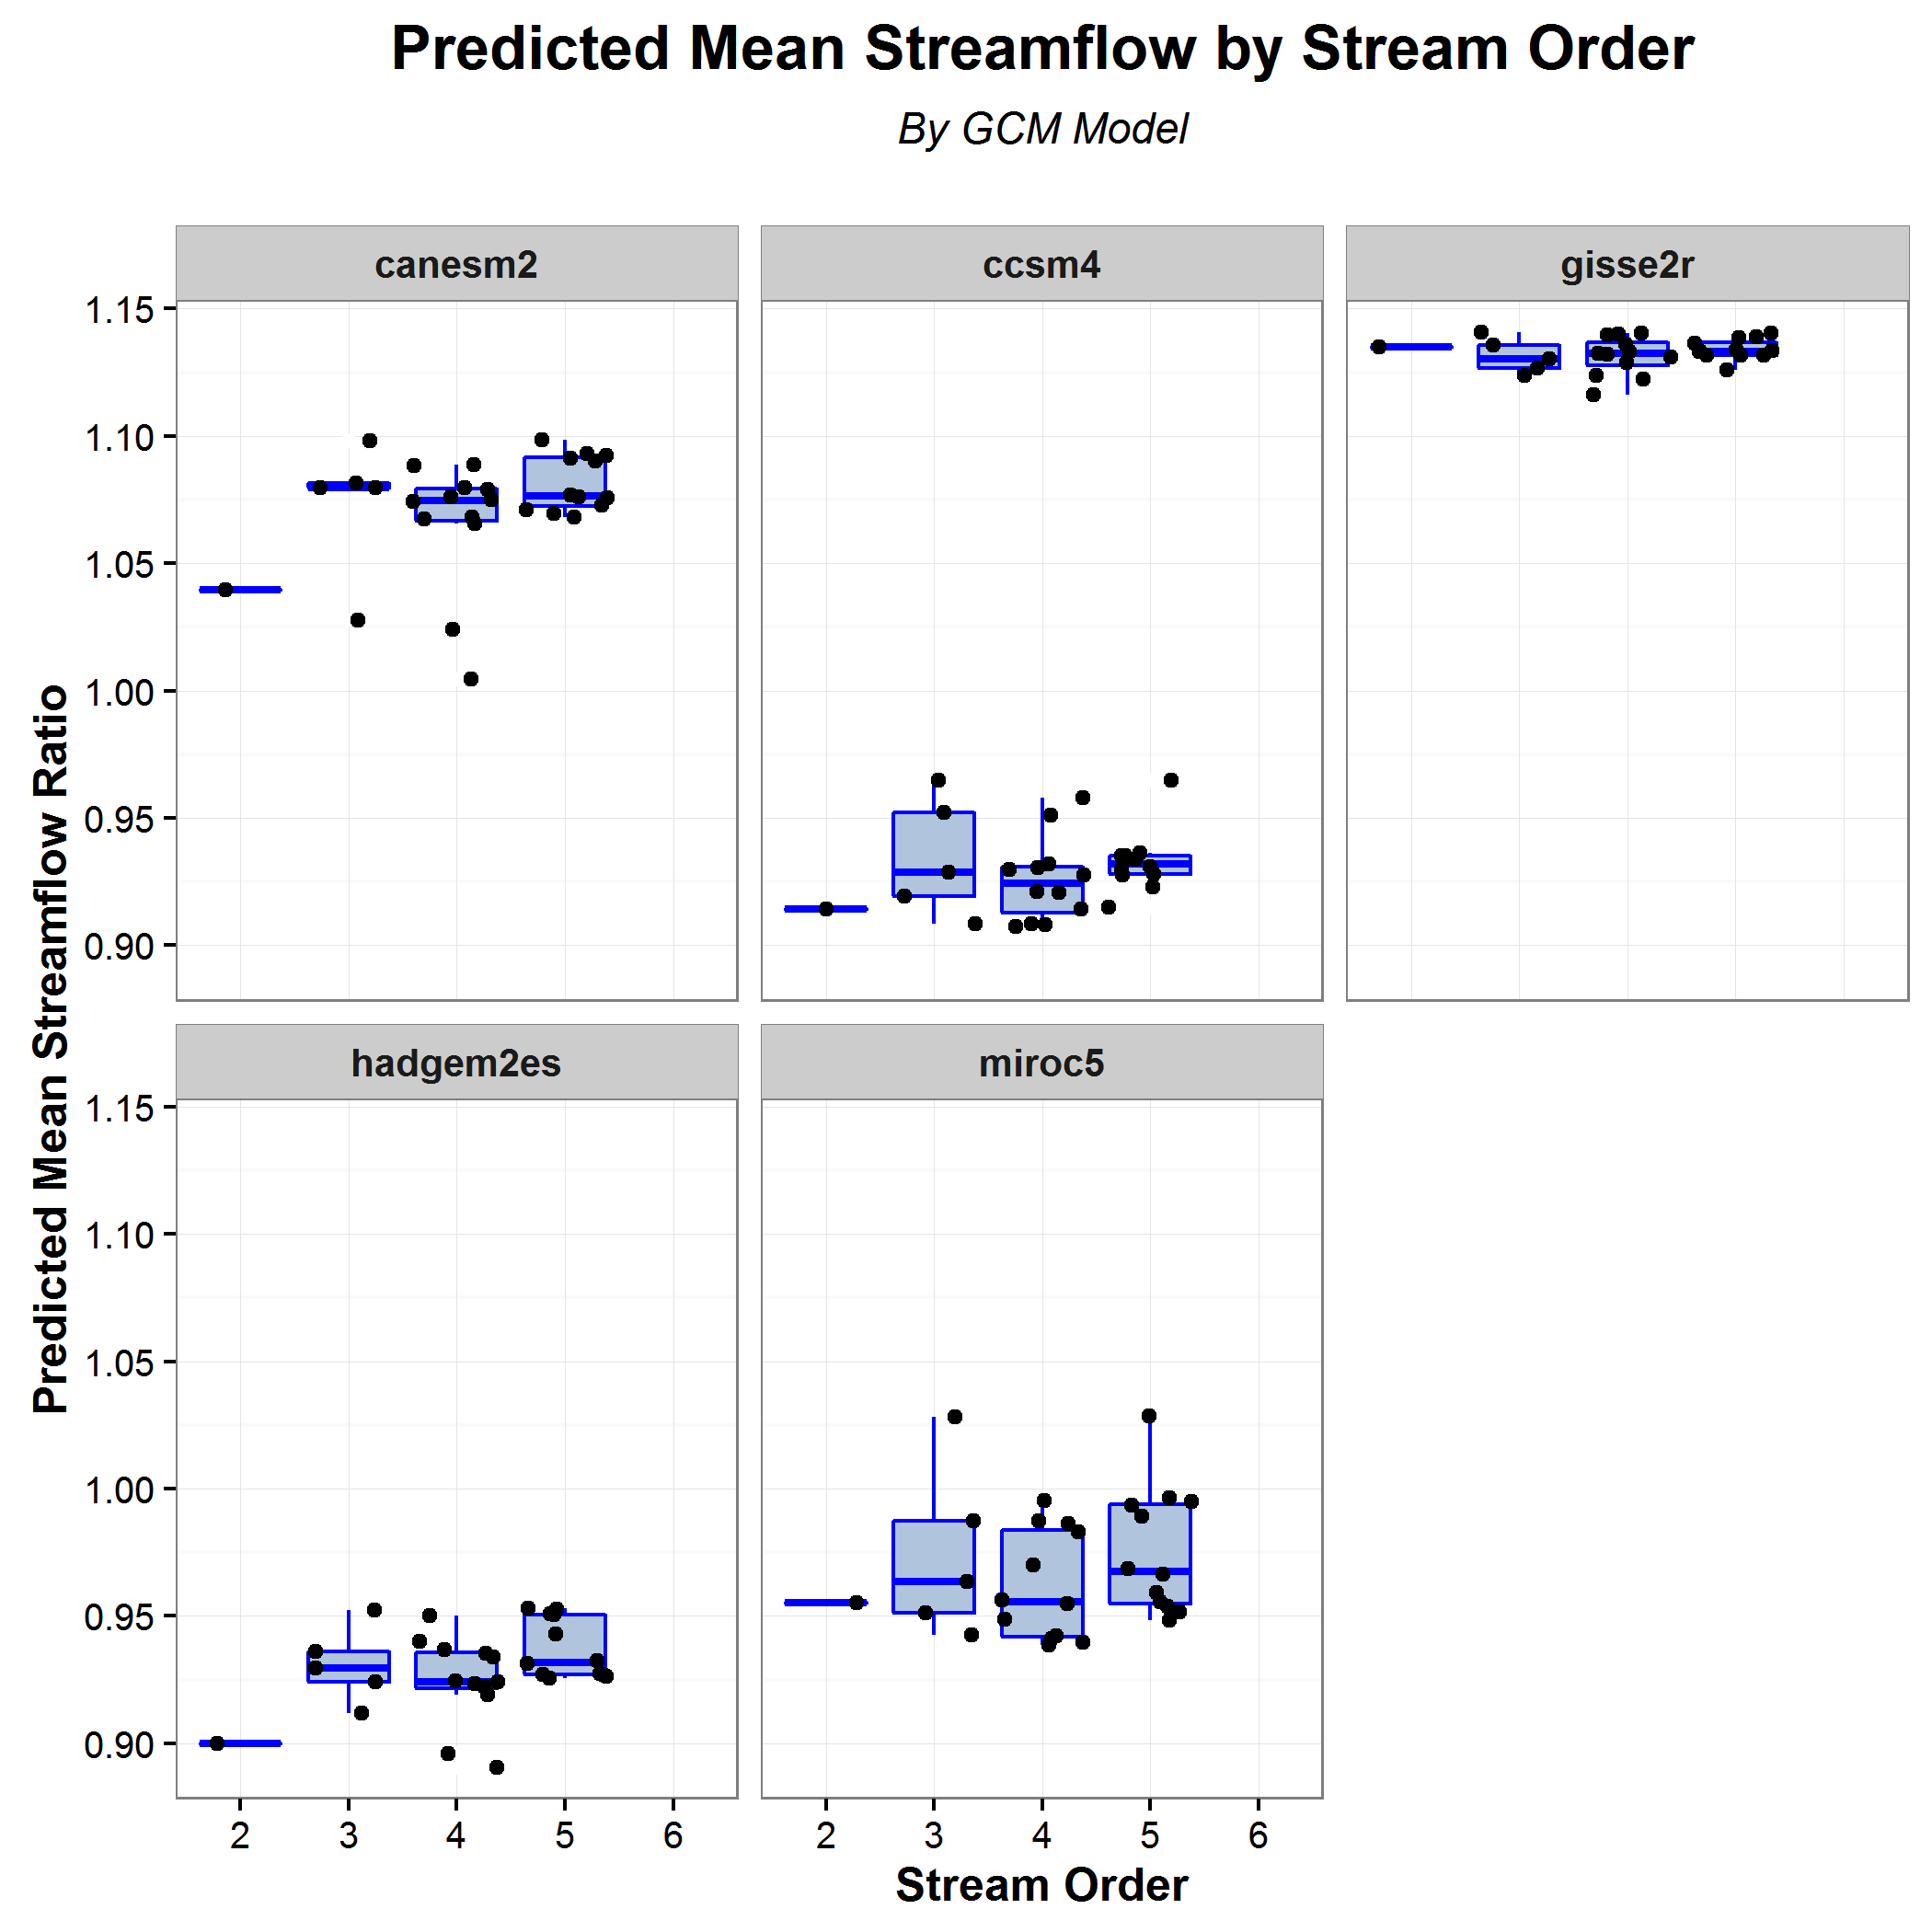 Predicted Mean Streamflow by Stream Order
By GCM Model
canesm2
ccsm4
gisse2r
1.15
1.10
1.05
1.00
0.95
0.90
Predicted Mean Streamflow Ratio
hadgem2es
miroc5
1.15
1.10
1.05
1.00
0.95
0.90
2 3 4 5 6
2 3 4 5 6
Stream Order